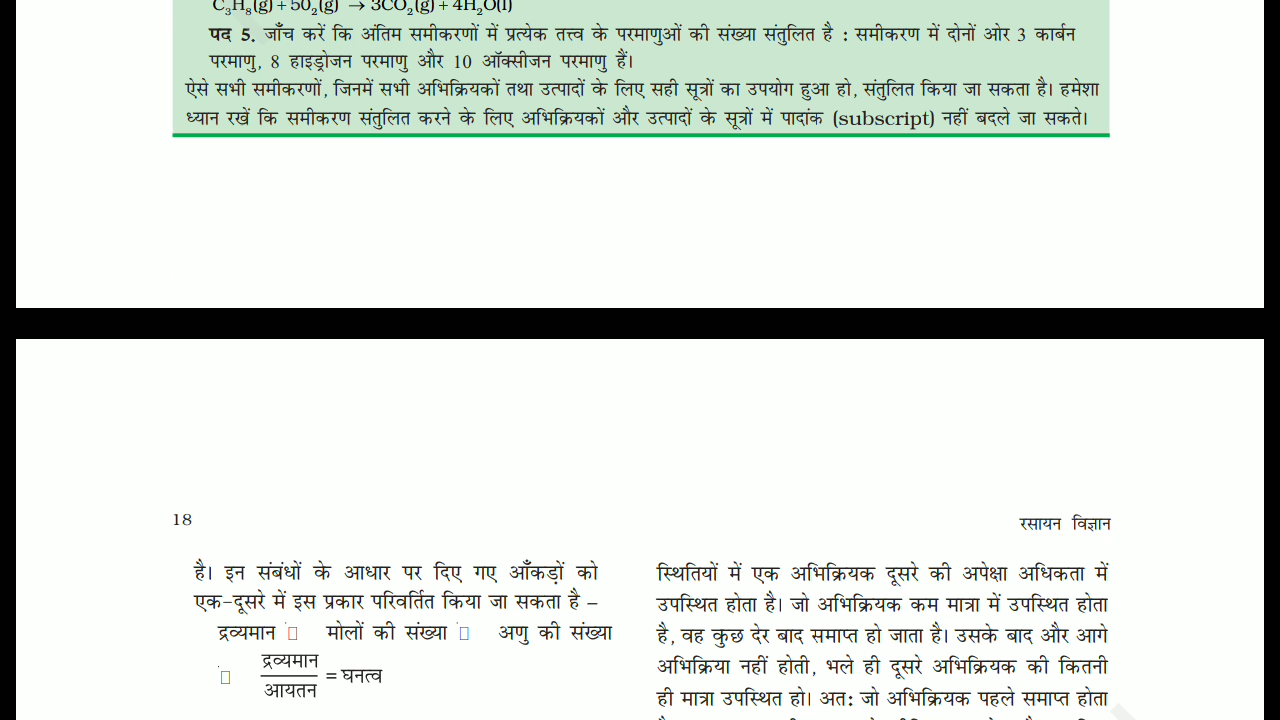 C₃H₈(g) + 5O₂(g) → 3CO₂(g) + 4H₂O(l)
पद 5. जाँच करें कि अंतिम समीकरणों में प्रत्येक तत्त्व के परमाणुओं की संख्या संतुलित है : समीकरण में दोनों ओर 3 कार्बन
परमाणु, 8 हाइड्रोजन परमाणु और 10 ऑक्सीजन परमाणु हैं।
ऐसे सभी समीकरणों, जिनमें सभी अभिक्रियकों तथा उत्पादों के लिए सही सूत्रों का उपयोग हुआ हो, संतुलित किया जा सकता है। हमेशा
ध्यान रखें कि समीकरण संतुलित करने के लिए अभिक्रियकों और उत्पादों के सूत्रों में पादांक (subscript) नहीं बदले जा सकते।
18
रसायन विज्ञान
है। इन संबंधों के आधार पर दिए गए आँकड़ों को
एक-दूसरे में इस प्रकार परिवर्तित किया जा सकता है –
द्रव्यमान मोलों की संख्या अणु की संख्या
द्रव्यमान
आयतन
= घनत्व
स्थितियों में एक अभिक्रियक दूसरे की अपेक्षा अधिकता में
उपस्थित होता है। जो अभिक्रियक कम मात्रा में उपस्थित होता
है, वह कुछ देर बाद समाप्त हो जाता है। उसके बाद और आगे
अभिक्रिया नहीं होती, भले ही दूसरे अभिक्रियक की कितनी
ही मात्रा उपस्थित हो। अत: जो अभिक्रियक पहले समाप्त होता